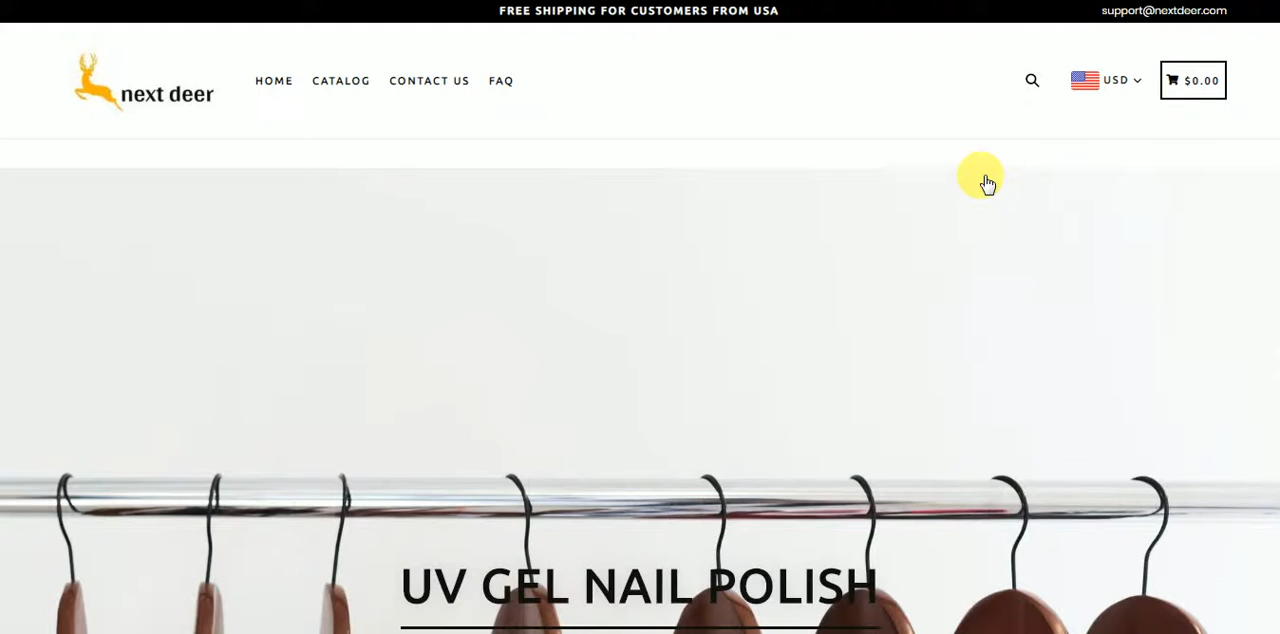 FREE SHIPPING FOR CUSTOMERS FROM USA
support@nextdeer.com
next deer
HOME
CATALOG
CONTACT US
FAQ
USD
$0.00
UV GEL NAIL POLISH